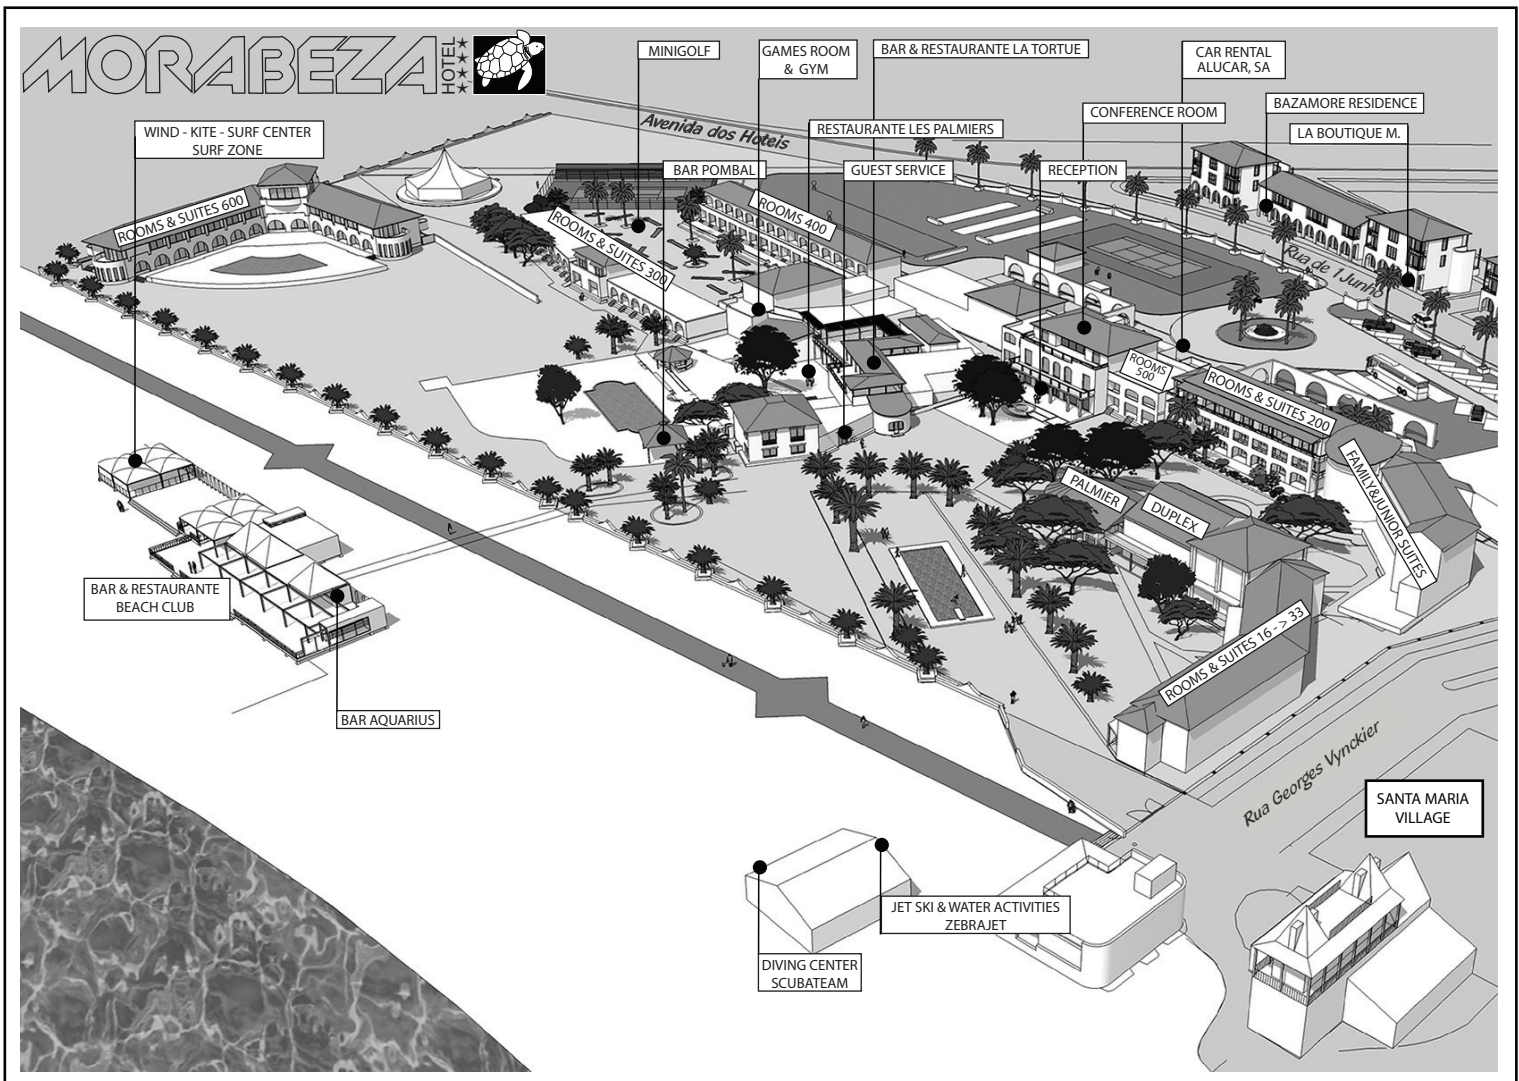 MORABEZA
HOTEL
MINIGOLF
GAMES ROOM
& GYM
BAR & RESTAURANTE LA TORTUE
CAR RENTAL
ALUCAR, SA
BAZAMORE RESIDENCE
CONFERENCE ROOM
LA BOUTIQUE M.
WIND - KITE - SURF CENTER
SURF ZONE
Avenida dos Hoteis
RESTAURANTE LES PALMIERS
BAR POMBAL
GUEST SERVICE
RECEPTION
ROOMS & SUITES 600
ROOMS & SUITES 300
ROOMS 400
Rua de 1 Junho
ROOMS
500
ROOMS & SUITES 200
FAMILY&JUNIOR SUITES
PALMIER
DUPLEX
BAR & RESTAURANTE
BEACH CLUB
ROOMS & SUITES 16 - > 33
BAR AQUARIUS
Rua Georges Vynckier
SANTA MARIA
VILLAGE
JET SKI & WATER ACTIVITIES
ZEBRAJET
DIVING CENTER
SCUBATEAM